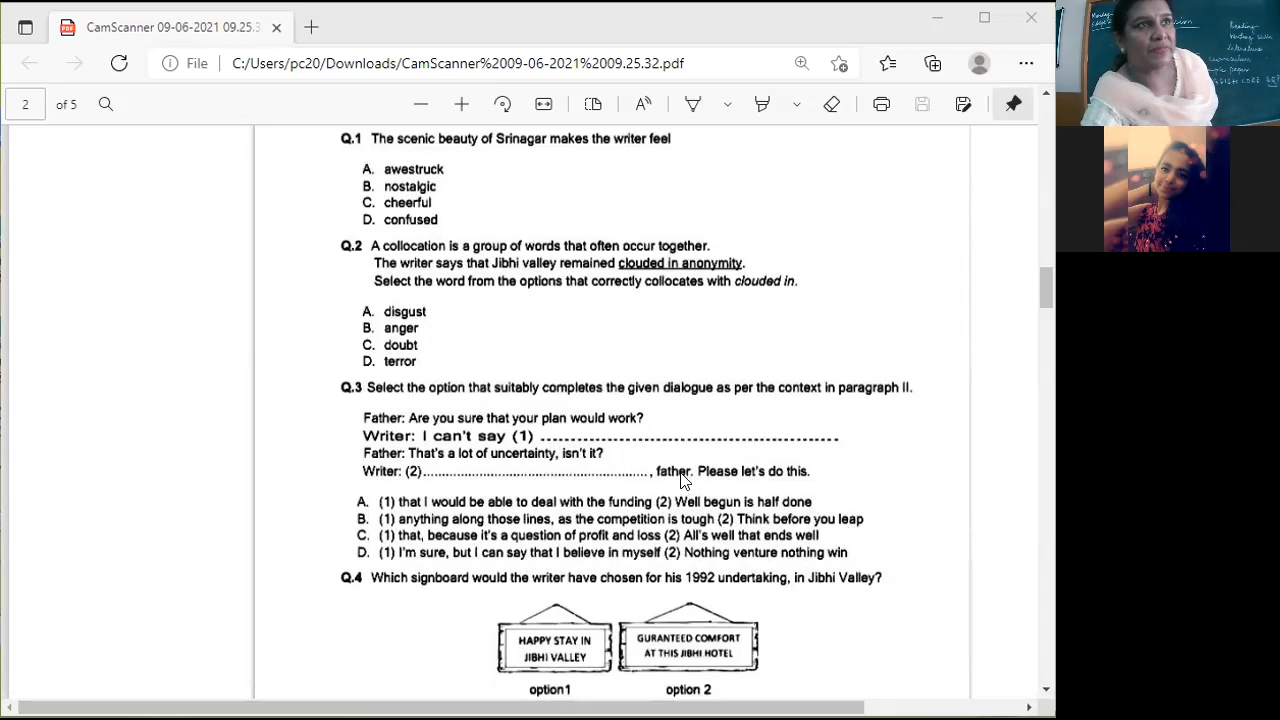 CamScanner 09-06-2021 09.25.3
File C:/Users/pc20/Downloads/CamScanner%2009-06-2021%2009.25.32.pdf
2 of 5
Q.1 The scenic beauty of Srinagar makes the writer feel
A. awestruck
B. nostalgic
C. cheerful
D. confused
Q.2 A collocation is a group of words that often occur together.
The writer says that Jibhi valley remained clouded in anonymity.
Select the word from the options that correctly collocates with clouded in.
A. disgust
B. anger
C. doubt
D. terror
Q.3 Select the option that suitably completes the given dialogue as per the context in paragraph II.
Father: Are you sure that your plan would work?
Writer: I can't say (1) ....................................................
Father: That's a lot of uncertainty, isn't it?
Writer: (2)......................................................., father. Please let's do this.
A. (1) that I would be able to deal with the funding (2) Well begun is half done
B. (1) anything along those lines, as the competition is tough (2) Think before you leap
C. (1) that, because it's a question of profit and loss (2) All's well that ends well
D. (1) I'm sure, but I can say that I believe in myself (2) Nothing venture nothing win
Q.4 Which signboard would the writer have chosen for his 1992 undertaking, in Jibhi Valley?
HAPPY STAY IN
JIBHI VALLEY
GURANTEED COMFORT
AT THIS JIBHI HOTEL
option1
option 2
Reading
Writing skills
Literature